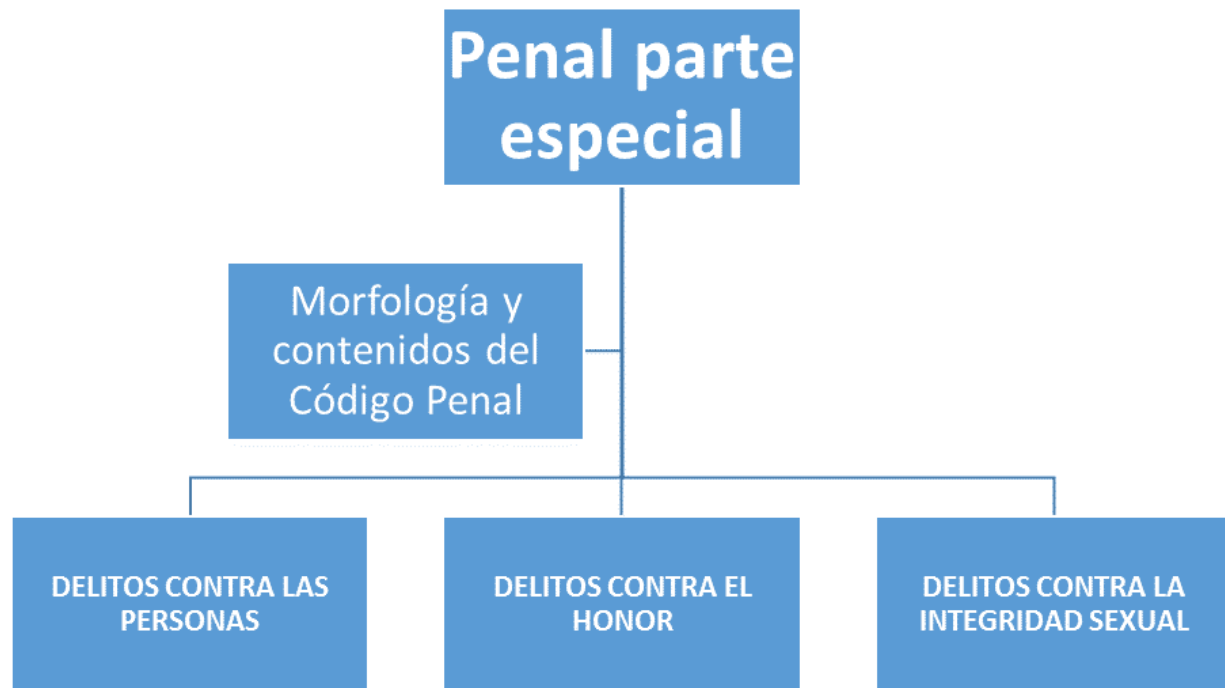 Penal parte
especial
Morfología y
contenidos del
Código Penal
DELITOS CONTRA LAS
PERSONAS
DELITOS CONTRA EL
HONOR
DELITOS CONTRA LA
INTEGRIDAD SEXUAL